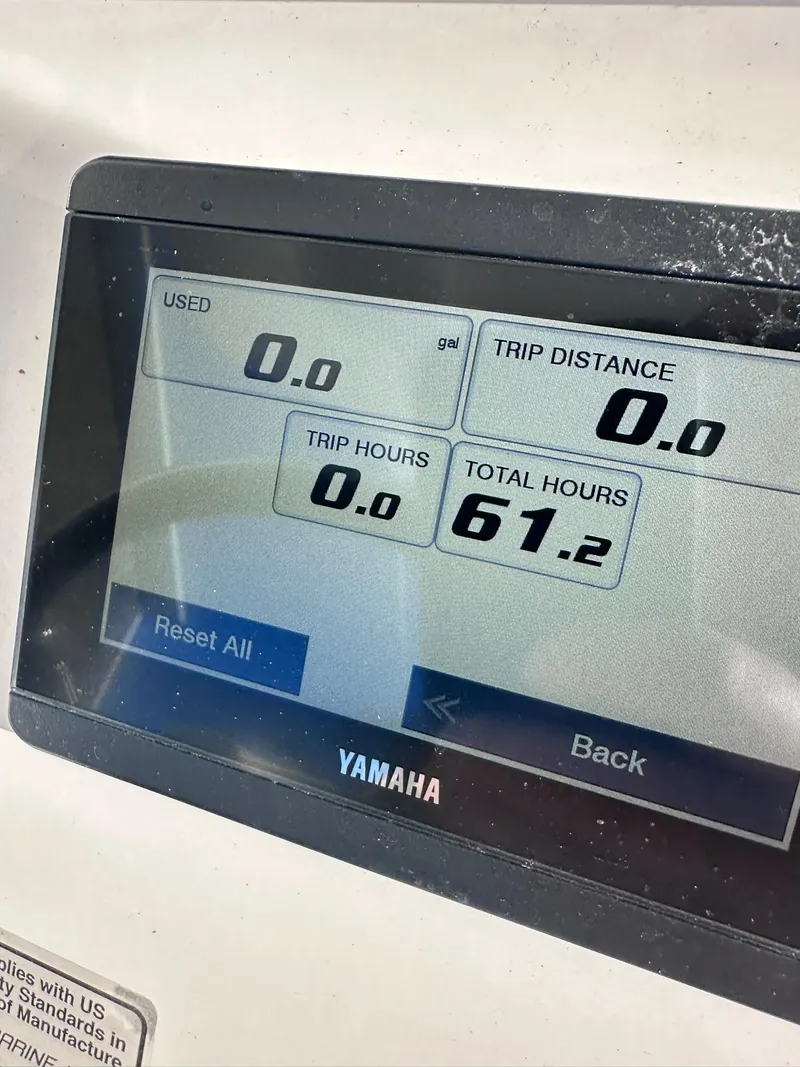 USED
gal
0.0
TRIP DISTANCE
0.0
TRIP HOURS
0.0
TOTAL HOURS
61.2
Reset All
Back
YAMAHA
plies with US
ty Standards in
of Manufacture
ARINE